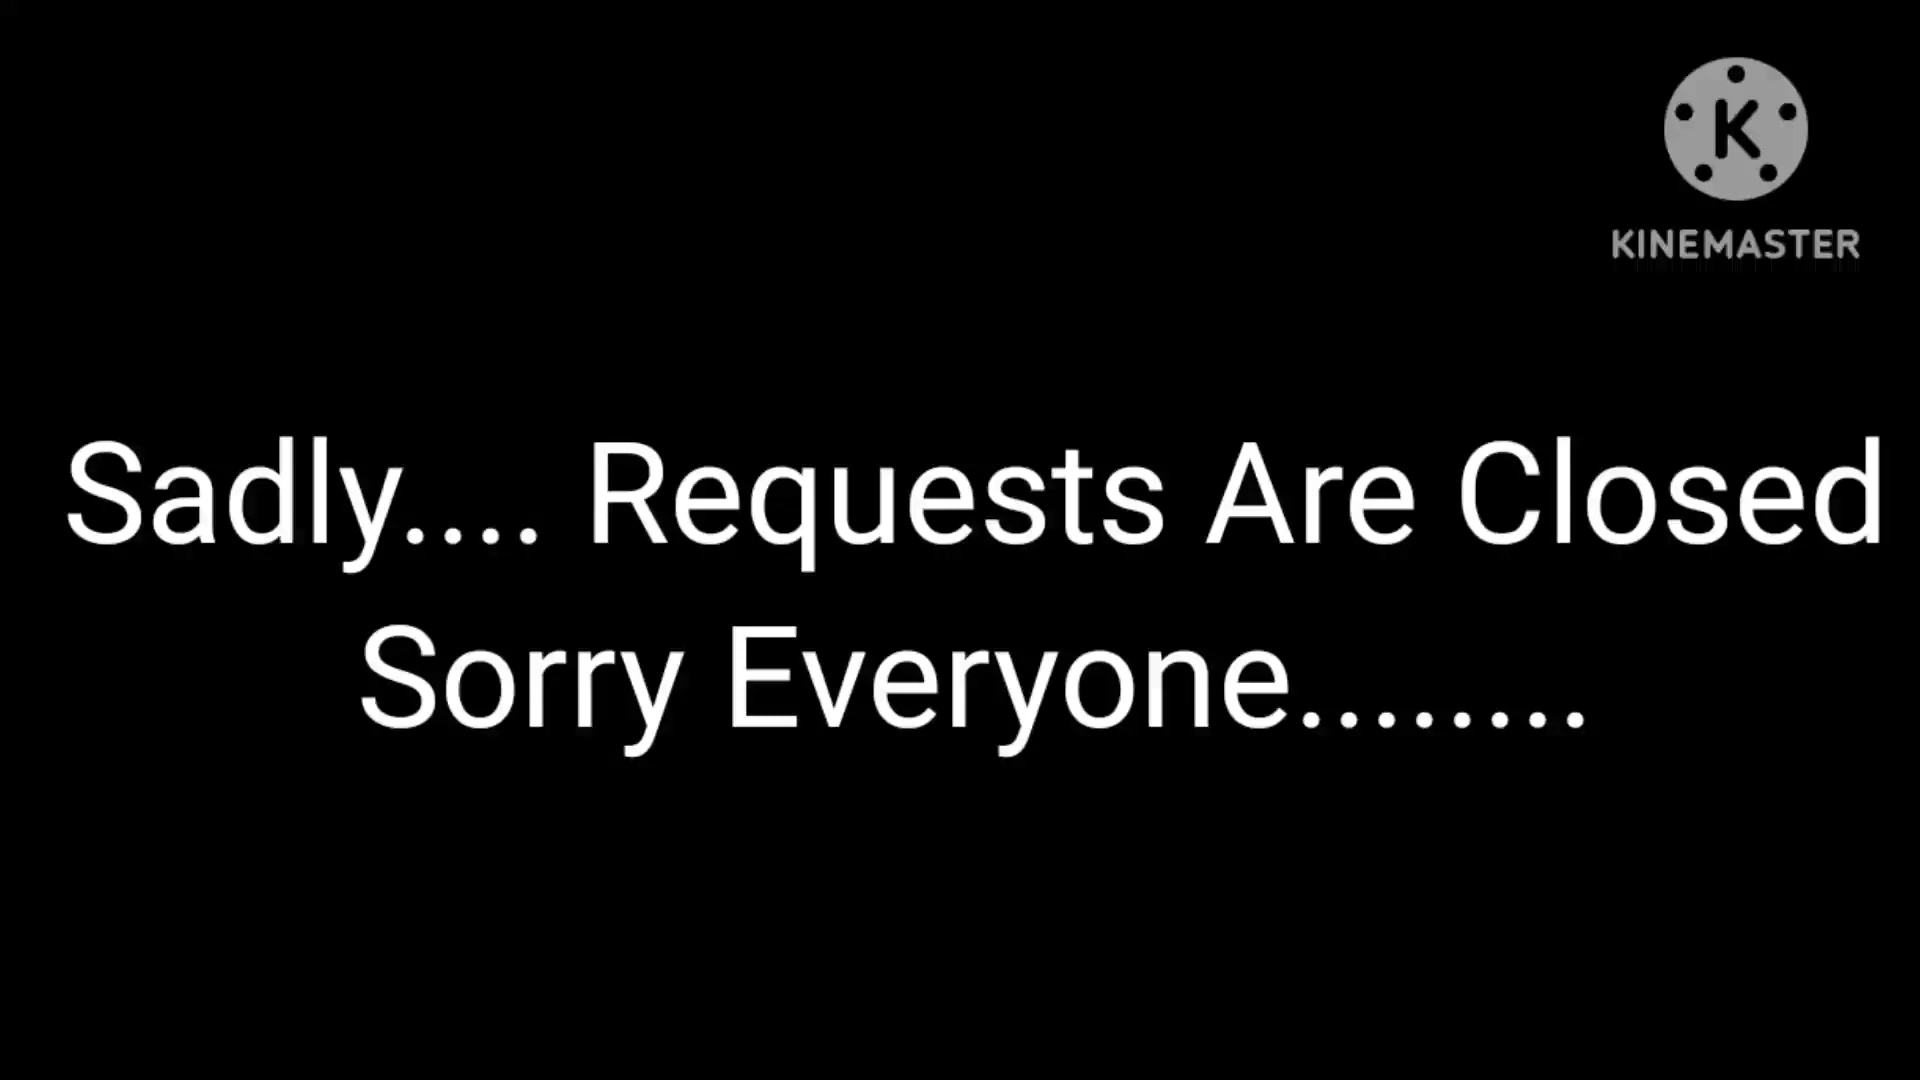 K
KINEMASTER
Sadly.... Requests Are Closed
Sorry Everyone........